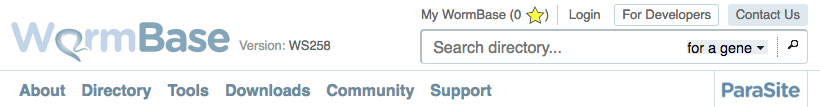 My WormBase (0 ) Login For Developers Contact Us
WormBase Version: WS258
Search directory... for a gene
About Directory Tools Downloads Community Support ParaSite